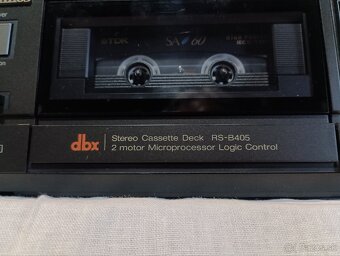 TDK SA 60
dbx
Stereo Cassette Deck RS-B405
2 motor Microprocessor Logic Control